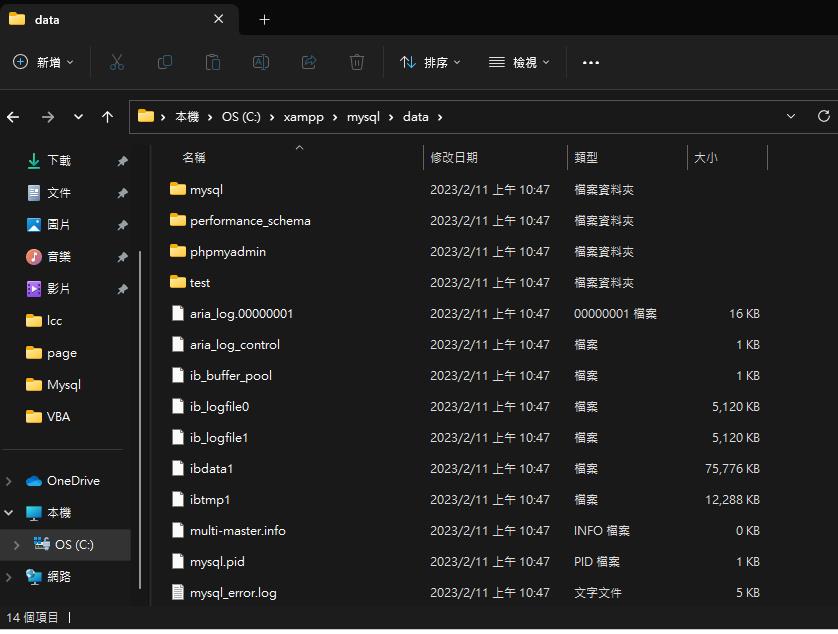 data
新增 排序 檢視
本機 OS (C:) xampp mysql data
名稱 修改日期 類型 大小
下載
文件
圖片
音樂
影片
lcc
page
Mysql
VBA
OneDrive
本機
OS (C:)
網路
mysql 2023/2/11 上午 10:47 檔案資料夾
performance_schema 2023/2/11 上午 10:47 檔案資料夾
phpmyadmin 2023/2/11 上午 10:47 檔案資料夾
test 2023/2/11 上午 10:47 檔案資料夾
aria_log.00000001 2023/2/11 上午 10:47 00000001 檔案 16 KB
aria_log_control 2023/2/11 上午 10:47 檔案 1 KB
ib_buffer_pool 2023/2/11 上午 10:47 檔案 1 KB
ib_logfile0 2023/2/11 上午 10:47 檔案 5,120 KB
ib_logfile1 2023/2/11 上午 10:47 檔案 5,120 KB
ibdata1 2023/2/11 上午 10:47 檔案 75,776 KB
ibtmp1 2023/2/11 上午 10:47 檔案 12,288 KB
multi-master.info 2023/2/11 上午 10:47 INFO 檔案 0 KB
mysql.pid 2023/2/11 上午 10:47 PID 檔案 1 KB
mysql_error.log 2023/2/11 上午 10:47 文字文件 5 KB
14 個項目